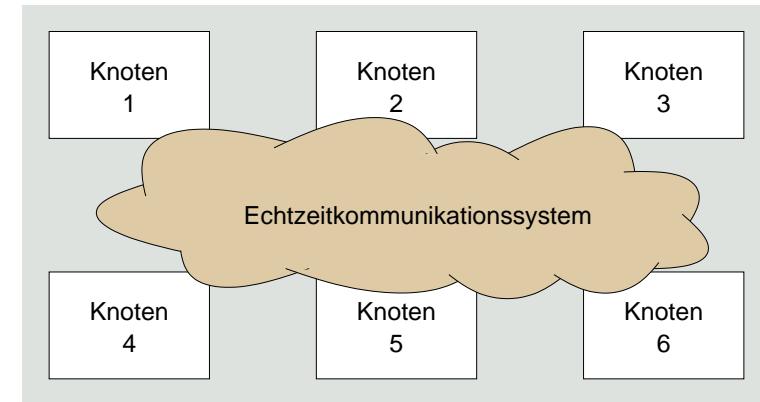 Knoten
1
Knoten
2
Knoten
3
Echtzeitkommunikationssystem
Knoten
4
Knoten
5
Knoten
6